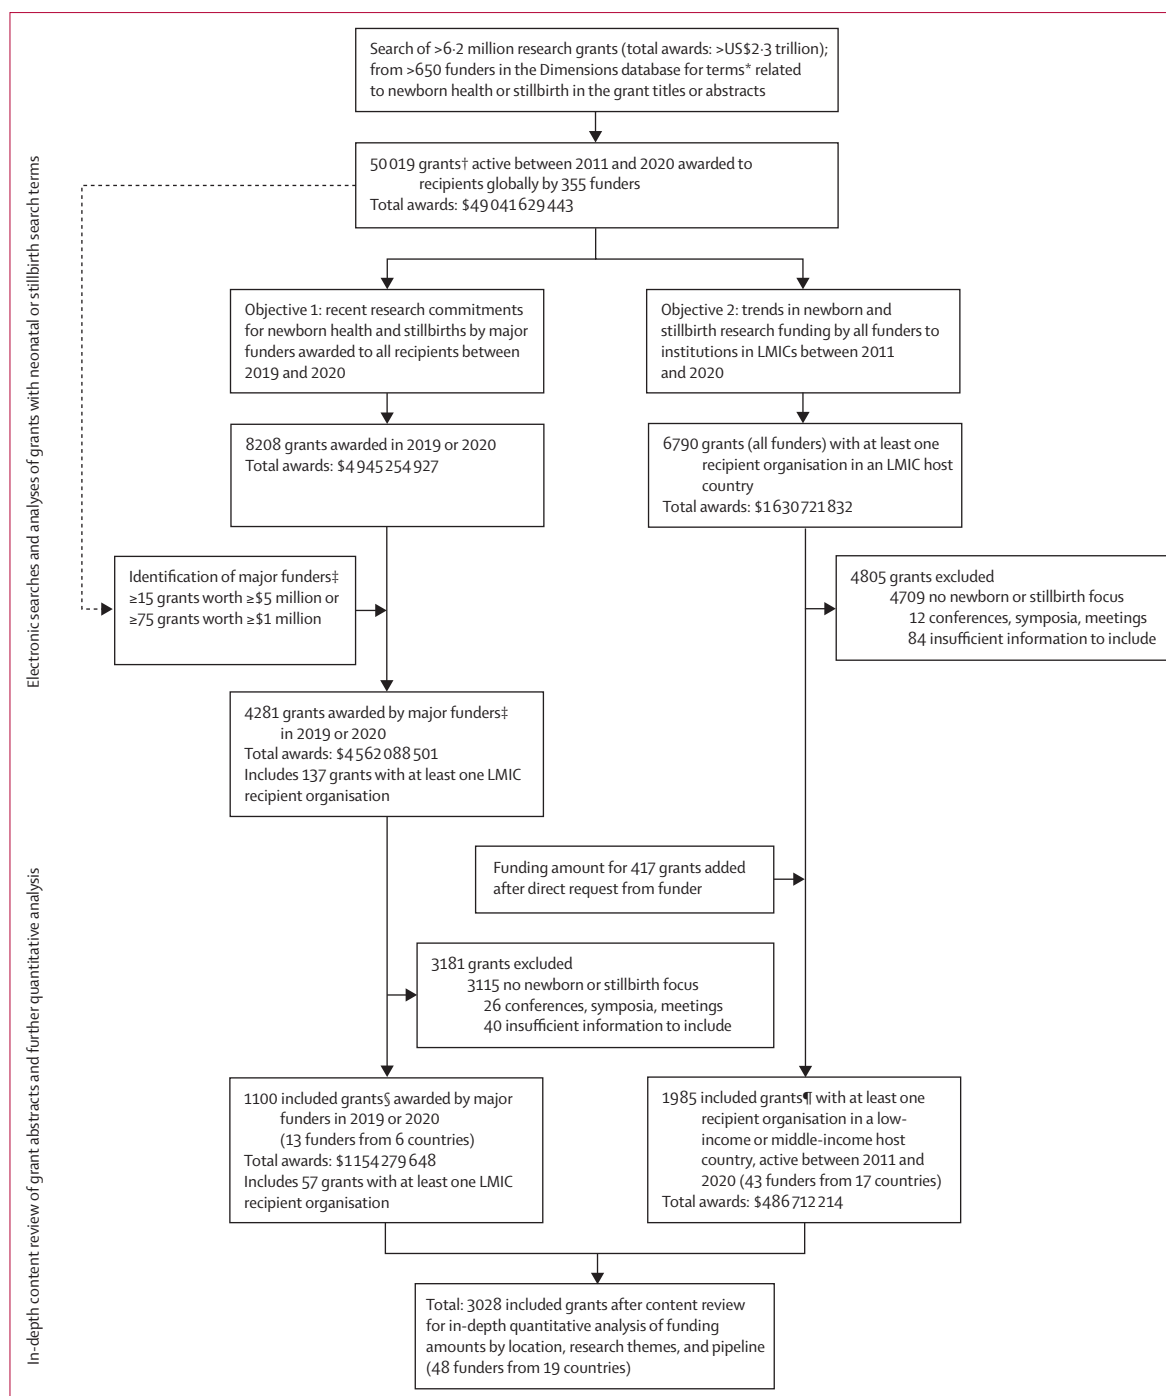 Search of >6·2 million research grants (total awards: >US$2·3 trillion);
from >650 funders in the Dimensions database for terms* related
to newborn health or stillbirth in the grant titles or abstracts
50 019 grants† active between 2011 and 2020 awarded to
recipients globally by 355 funders
Total awards: $49 041 629 443
Electronic searches and analyses of grants with neonatal or stillbirth search terms
Objective 1: recent research commitments
for newborn health and stillbirths by major
funders awarded to all recipients between
2019 and 2020
Objective 2: trends in newborn and
stillbirth research funding by all funders to
institutions in LMICs between 2011
and 2020
8208 grants awarded in 2019 or 2020
Total awards: $4 945 254 927
6790 grants (all funders) with at least one
recipient organisation in an LMIC host
country
Total awards: $1 630 721 832
Identification of major funders‡
≥15 grants worth ≥$5 million or
≥75 grants worth ≥$1 million
4805 grants excluded
4709 no newborn or stillbirth focus
12 conferences, symposia, meetings
84 insufficient information to include
4281 grants awarded by major funders‡
in 2019 or 2020
Total awards: $4 562 088 501
Includes 137 grants with at least one LMIC
recipient organisation
Funding amount for 417 grants added
after direct request from funder
In-depth content review of grant abstracts and further quantitative analysis
3181 grants excluded
3115 no newborn or stillbirth focus
26 conferences, symposia, meetings
40 insufficient information to include
1100 included grants§ awarded by major
funders in 2019 or 2020
(13 funders from 6 countries)
Total awards: $1 154 279 648
Includes 57 grants with at least one LMIC
recipient organisation
1985 included grants¶ with at least one
recipient organisation in a low-
income or middle-income host
country, active between 2011 and
2020 (43 funders from 17 countries)
Total awards: $486 712 214
Total: 3028 included grants after content review
for in-depth quantitative analysis of funding
amounts by location, research themes, and pipeline
(48 funders from 19 countries)